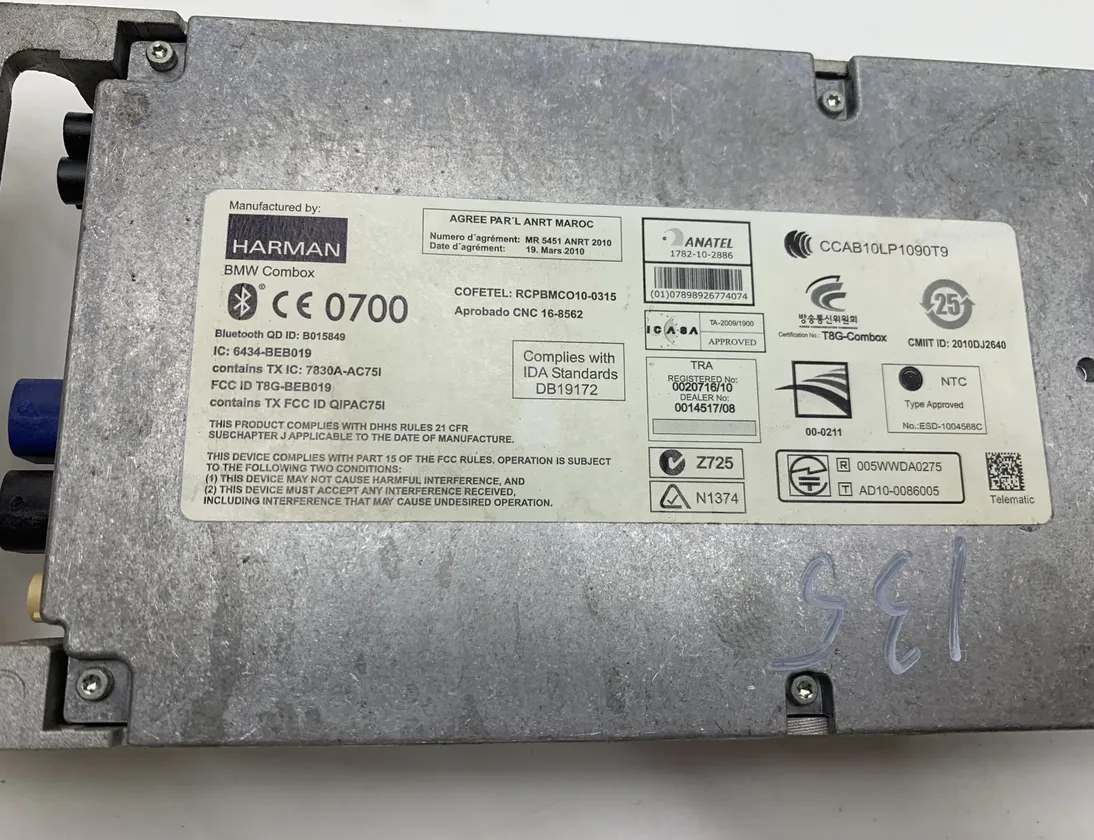 Manufactured by:
HARMAN
BMW Combox
CE 0700
Bluetooth QD ID: B015849
IC: 6434-BEB019
contains TX IC: 7830A-AC75I
FCC iD T8G-BEB019
contains TX FCC ID QIPAC75I
THIS PRODUCT COMPLIES WITH DHHS RULES 21 CFR
SUBCHAPTER J APPLICABLE TO THE DATE OF MANUFACTURE.
THIS DEVICE COMPLIES WITH PART 15 OF THE FCC RULES. OPERATION IS SUBJECT
TO THE FOLLOWING TWO CONDITIONS:
(1) THIS DEVICE MAY NOT CAUSE HARMFUL INTERFERENCE, AND
(2) THIS DEVICE MUST ACCEPT ANY INTERFERENCE RECEIVED,
INCLUDING INTERFERENCE THAT MAY CAUSE UNDESIRED OPERATION.
AGREE PAR´L ANRT MAROC
Numero d´agrément: MR 5451 ANRT 2010
Date d´agrément: 19. Mars 2010
COFETEL: RCPBMCO10-0315
Aprobado CNC 16-8562
Complies with
IDA Standards
DB19172
ANATEL
1782-10-2886
(01)07898926774074
ICASA
TA-2009/1900
APPROVED
TRA
REGISTERED No:
0020716/10
DEALER No:
0014517/08
Z725
N1374
CCAB10LP1090T9
방송통신위원회
Certification No.: T8G-Combox
25
CMIIT ID: 2010DJ2640
00-0211
NTC
Type Approved
No.:ESD-1004568C
R 005WWDA0275
T AD10-0086005
Telematic
135